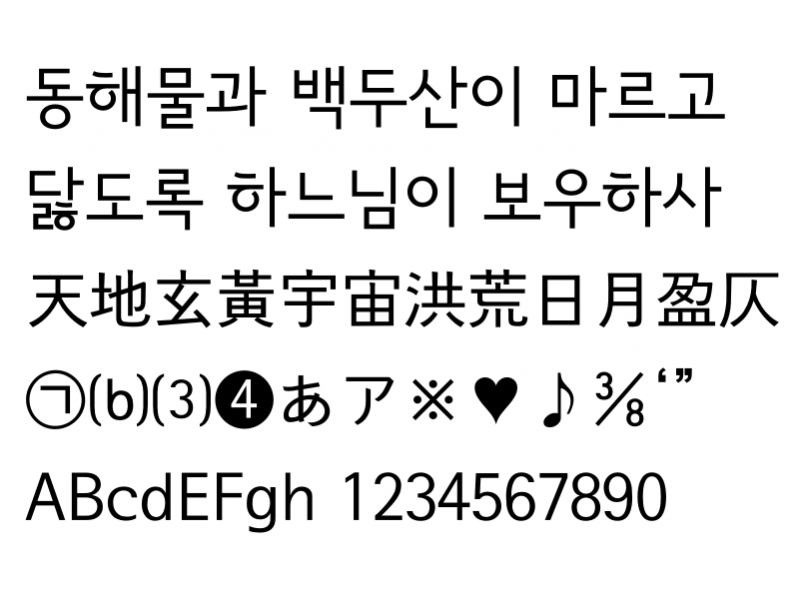 동해물과 백두산이 마르고
닳도록 하느님이 보우하사
天地玄黃宇宙洪荒日月盈仄
㉠⒝⑶❹あア※♥♪⅜‘”
ABcdEFgh 1234567890